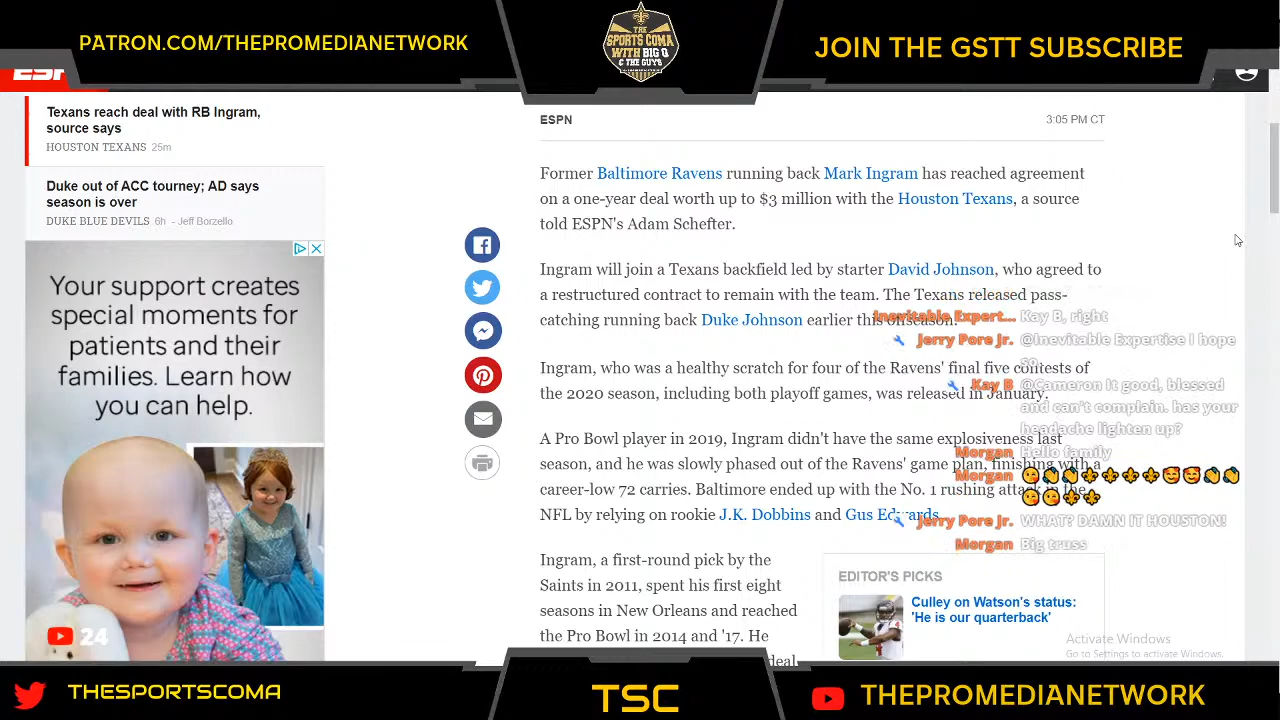 PATRON.COM/THEPROMEDIANETWORK
THE
SPORTS COMA
WITH BIG Q
& THE GUYS
JOIN THE GSTT SUBSCRIBE
Texans reach deal with RB Ingram,
source says
HOUSTON TEXANS 25m
Duke out of ACC tourney; AD says
season is over
DUKE BLUE DEVILS 6h - Jeff Borzello
Your support creates
special moments for
patients and their
families. Learn how
you can help.
24
ESPN
3:05 PM CT
Former Baltimore Ravens running back Mark Ingram has reached agreement
on a one-year deal worth up to $3 million with the Houston Texans, a source
told ESPN's Adam Schefter.
Ingram will join a Texans backfield led by starter David Johnson, who agreed to
a restructured contract to remain with the team. The Texans released pass-
catching running back Duke Johnson earlier this offseason.
Ingram, who was a healthy scratch for four of the Ravens' final five contests of
the 2020 season, including both playoff games, was released in January.
A Pro Bowl player in 2019, Ingram didn't have the same explosiveness last
season, and he was slowly phased out of the Ravens' game plan, finishing with a
career-low 72 carries. Baltimore ended up with the No. 1 rushing attack in the
NFL by relying on rookie J.K. Dobbins and Gus Edwards.
Ingram, a first-round pick by the
Saints in 2011, spent his first eight
seasons in New Orleans and reached
the Pro Bowl in 2014 and '17. He
deal
EDITOR'S PICKS
Culley on Watson's status:
'He is our quarterback'
Inevitable Expert... Kay B, right
Jerry Pore Jr. @Inevitable Expertise I hope
so
Kay B @Cameron It good, blessed
and can't complain. has your
headache lighten up?
Morgan Hello family
Morgan 😘👏👏⚜⚜⚜⚜🥰🥰👏👏
😘😘⚜⚜
Jerry Pore Jr. WHAT? DAMN IT HOUSTON!
Morgan Big truss
Activate Windows
Go to Settings to activate Windows.
THESPORTSCOMA
TSC
THEPROMEDIANETWORK